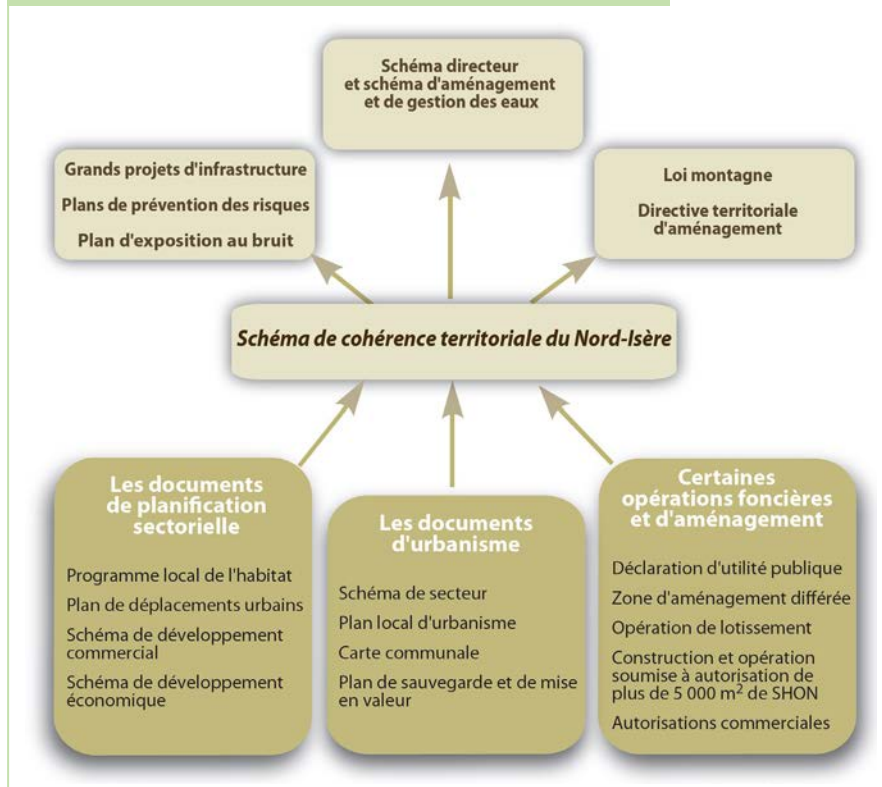 Schéma directeur
et schéma d'aménagement
et de gestion des eaux
Grands projets d'infrastructure
Plans de prévention des risques
Plan d'exposition au bruit
Loi montagne
Directive territoriale
d'aménagement
Schéma de cohérence territoriale du Nord-Isère
Les documents
de planification
sectorielle
Programme local de l'habitat
Plan de déplacements urbains
Schéma de développement
commercial
Schéma de développement
économique
Les documents
d'urbanisme
Schéma de secteur
Plan local d'urbanisme
Carte communale
Plan de sauvegarde et de mise
en valeur
Certaines
opérations foncières
et d'aménagement
Déclaration d'utilité publique
Zone d'aménagement différée
Opération de lotissement
Construction et opération
soumise à autorisation de
plus de 5 000 m² de SHON
Autorisations commerciales